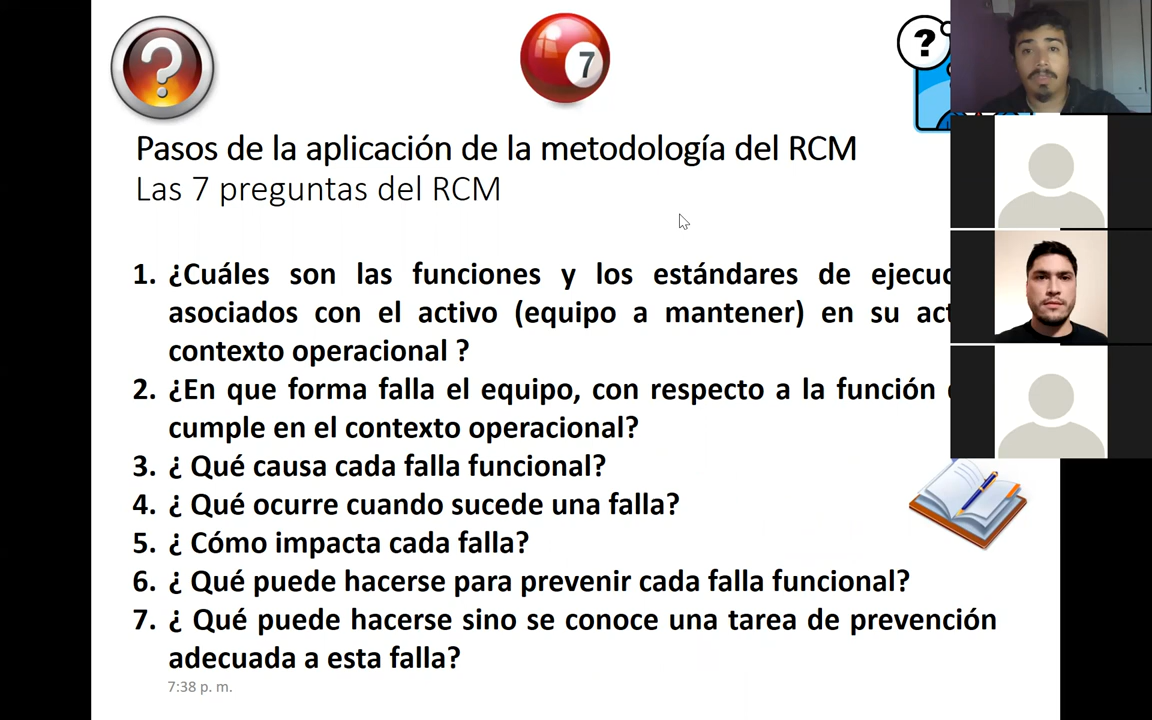 ?
7
?
Pasos de la aplicación de la metodología del RCM
Las 7 preguntas del RCM
1. ¿Cuáles son las funciones y los estándares de
asociados con el activo (equipo a mantener) en su
contexto operacional ?
2. ¿En que forma falla el equipo, con respecto a la función
cumple en el contexto operacional?
3. ¿ Qué causa cada falla funcional?
4. ¿ Qué ocurre cuando sucede una falla?
5. ¿ Cómo impacta cada falla?
6. ¿ Qué puede hacerse para prevenir cada falla funcional?
7. ¿ Qué puede hacerse sino se conoce una tarea de prevención
adecuada a esta falla?
7:38 p. m.